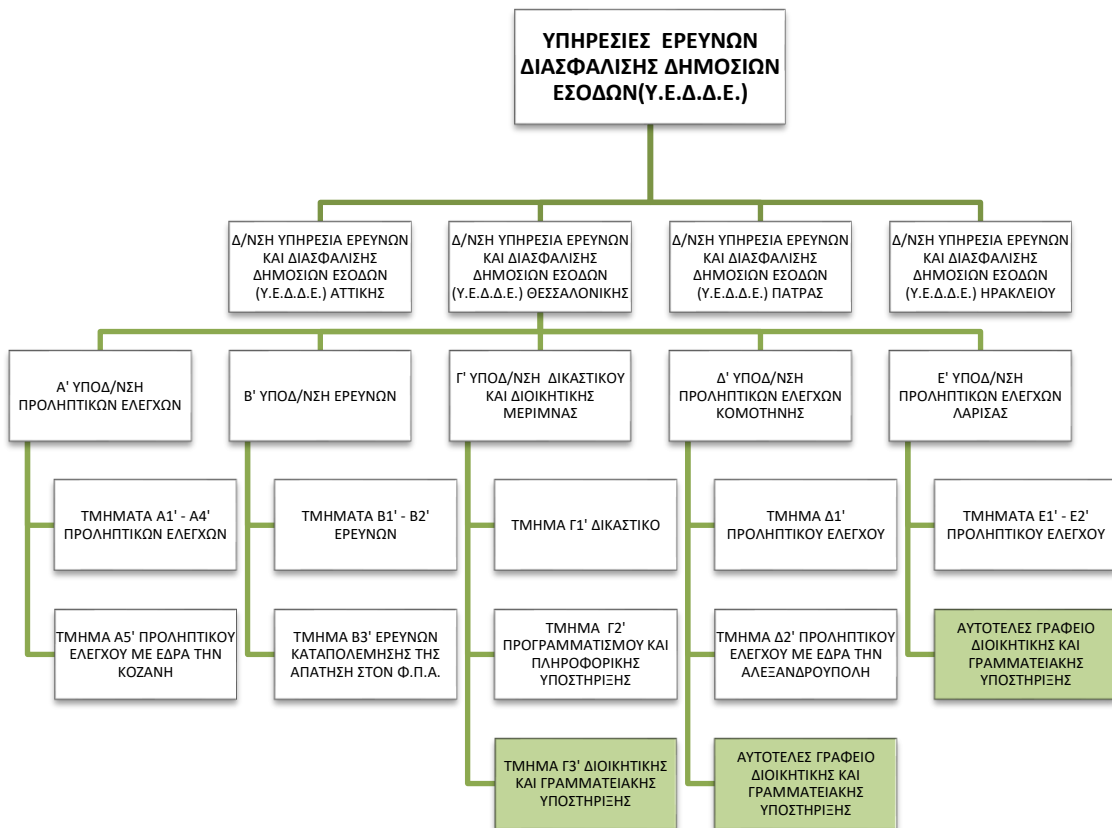 ΥΠΗΡΕΣΙΕΣ ΕΡΕΥΝΩΝ
ΔΙΑΣΦΑΛΙΣΗΣ ΔΗΜΟΣΙΩΝ
ΕΣΟΔΩΝ(Υ.Ε.Δ.Δ.Ε.)
Δ/ΝΣΗ ΥΠΗΡΕΣΙΑ ΕΡΕΥΝΩΝ
ΚΑΙ ΔΙΑΣΦΑΛΙΣΗΣ
ΔΗΜΟΣΙΩΝ ΕΣΟΔΩΝ
(Υ.Ε.Δ.Δ.Ε.) ΑΤΤΙΚΗΣ
Δ/ΝΣΗ ΥΠΗΡΕΣΙΑ ΕΡΕΥΝΩΝ
ΚΑΙ ΔΙΑΣΦΑΛΙΣΗΣ
ΔΗΜΟΣΙΩΝ ΕΣΟΔΩΝ
(Υ.Ε.Δ.Δ.Ε.) ΘΕΣΣΑΛΟΝΙΚΗΣ
Δ/ΝΣΗ ΥΠΗΡΕΣΙΑ ΕΡΕΥΝΩΝ
ΚΑΙ ΔΙΑΣΦΑΛΙΣΗΣ
ΔΗΜΟΣΙΩΝ ΕΣΟΔΩΝ
(Υ.Ε.Δ.Δ.Ε.) ΠΑΤΡΑΣ
Δ/ΝΣΗ ΥΠΗΡΕΣΙΑ ΕΡΕΥΝΩΝ
ΚΑΙ ΔΙΑΣΦΑΛΙΣΗΣ
ΔΗΜΟΣΙΩΝ ΕΣΟΔΩΝ
(Υ.Ε.Δ.Δ.Ε.) ΗΡΑΚΛΕΙΟΥ
Α' ΥΠΟΔ/ΝΣΗ
ΠΡΟΛΗΠΤΙΚΩΝ ΕΛΕΓΧΩΝ
Β' ΥΠΟΔ/ΝΣΗ ΕΡΕΥΝΩΝ
Γ' ΥΠΟΔ/ΝΣΗ ΔΙΚΑΣΤΙΚΟΥ
ΚΑΙ ΔΙΟΙΚΗΤΙΚΗΣ
ΜΕΡΙΜΝΑΣ
Δ' ΥΠΟΔ/ΝΣΗ
ΠΡΟΛΗΠΤΙΚΩΝ ΕΛΕΓΧΩΝ
ΚΟΜΟΤΗΝΗΣ
Ε' ΥΠΟΔ/ΝΣΗ
ΠΡΟΛΗΠΤΙΚΩΝ ΕΛΕΓΧΩΝ
ΛΑΡΙΣΑΣ
ΤΜΗΜΑΤΑ Α1' - Α4'
ΠΡΟΛΗΠΤΙΚΩΝ ΕΛΕΓΧΩΝ
ΤΜΗΜΑΤΑ Β1' - Β2'
ΕΡΕΥΝΩΝ
ΤΜΗΜΑ Γ1' ΔΙΚΑΣΤΙΚΟ
ΤΜΗΜΑ Δ1'
ΠΡΟΛΗΠΤΙΚΟΥ ΕΛΕΓΧΟΥ
ΤΜΗΜΑΤΑ Ε1' - Ε2'
ΠΡΟΛΗΠΤΙΚΟΥ ΕΛΕΓΧΟΥ
ΤΜΗΜΑ Α5' ΠΡΟΛΗΠΤΙΚΟΥ
ΕΛΕΓΧΟΥ ΜΕ ΕΔΡΑ ΤΗΝ
ΚΟΖΑΝΗ
ΤΜΗΜΑ Β3' ΕΡΕΥΝΩΝ
ΚΑΤΑΠΟΛΕΜΗΣΗΣ ΤΗΣ
ΑΠΑΤΗΣΗ ΣΤΟΝ Φ.Π.Α.
ΤΜΗΜΑ Γ2'
ΠΡΟΓΡΑΜΜΑΤΙΣΜΟΥ ΚΑΙ
ΠΛΗΡΟΦΟΡΙΚΗΣ
ΥΠΟΣΤΗΡΙΞΗΣ
ΤΜΗΜΑ Δ2' ΠΡΟΛΗΠΤΙΚΟΥ
ΕΛΕΓΧΟΥ ΜΕ ΕΔΡΑ ΤΗΝ
ΑΛΕΞΑΝΔΡΟΥΠΟΛΗ
ΑΥΤΟΤΕΛΕΣ ΓΡΑΦΕΙΟ
ΔΙΟΙΚΗΤΙΚΗΣ ΚΑΙ
ΓΡΑΜΜΑΤΕΙΑΚΗΣ
ΥΠΟΣΤΗΡΙΞΗΣ
ΤΜΗΜΑ Γ3' ΔΙΟΙΚΗΤΙΚΗΣ
ΚΑΙ ΓΡΑΜΜΑΤΕΙΑΚΗΣ
ΥΠΟΣΤΗΡΙΞΗΣ
ΑΥΤΟΤΕΛΕΣ ΓΡΑΦΕΙΟ
ΔΙΟΙΚΗΤΙΚΗΣ ΚΑΙ
ΓΡΑΜΜΑΤΕΙΑΚΗΣ
ΥΠΟΣΤΗΡΙΞΗΣ